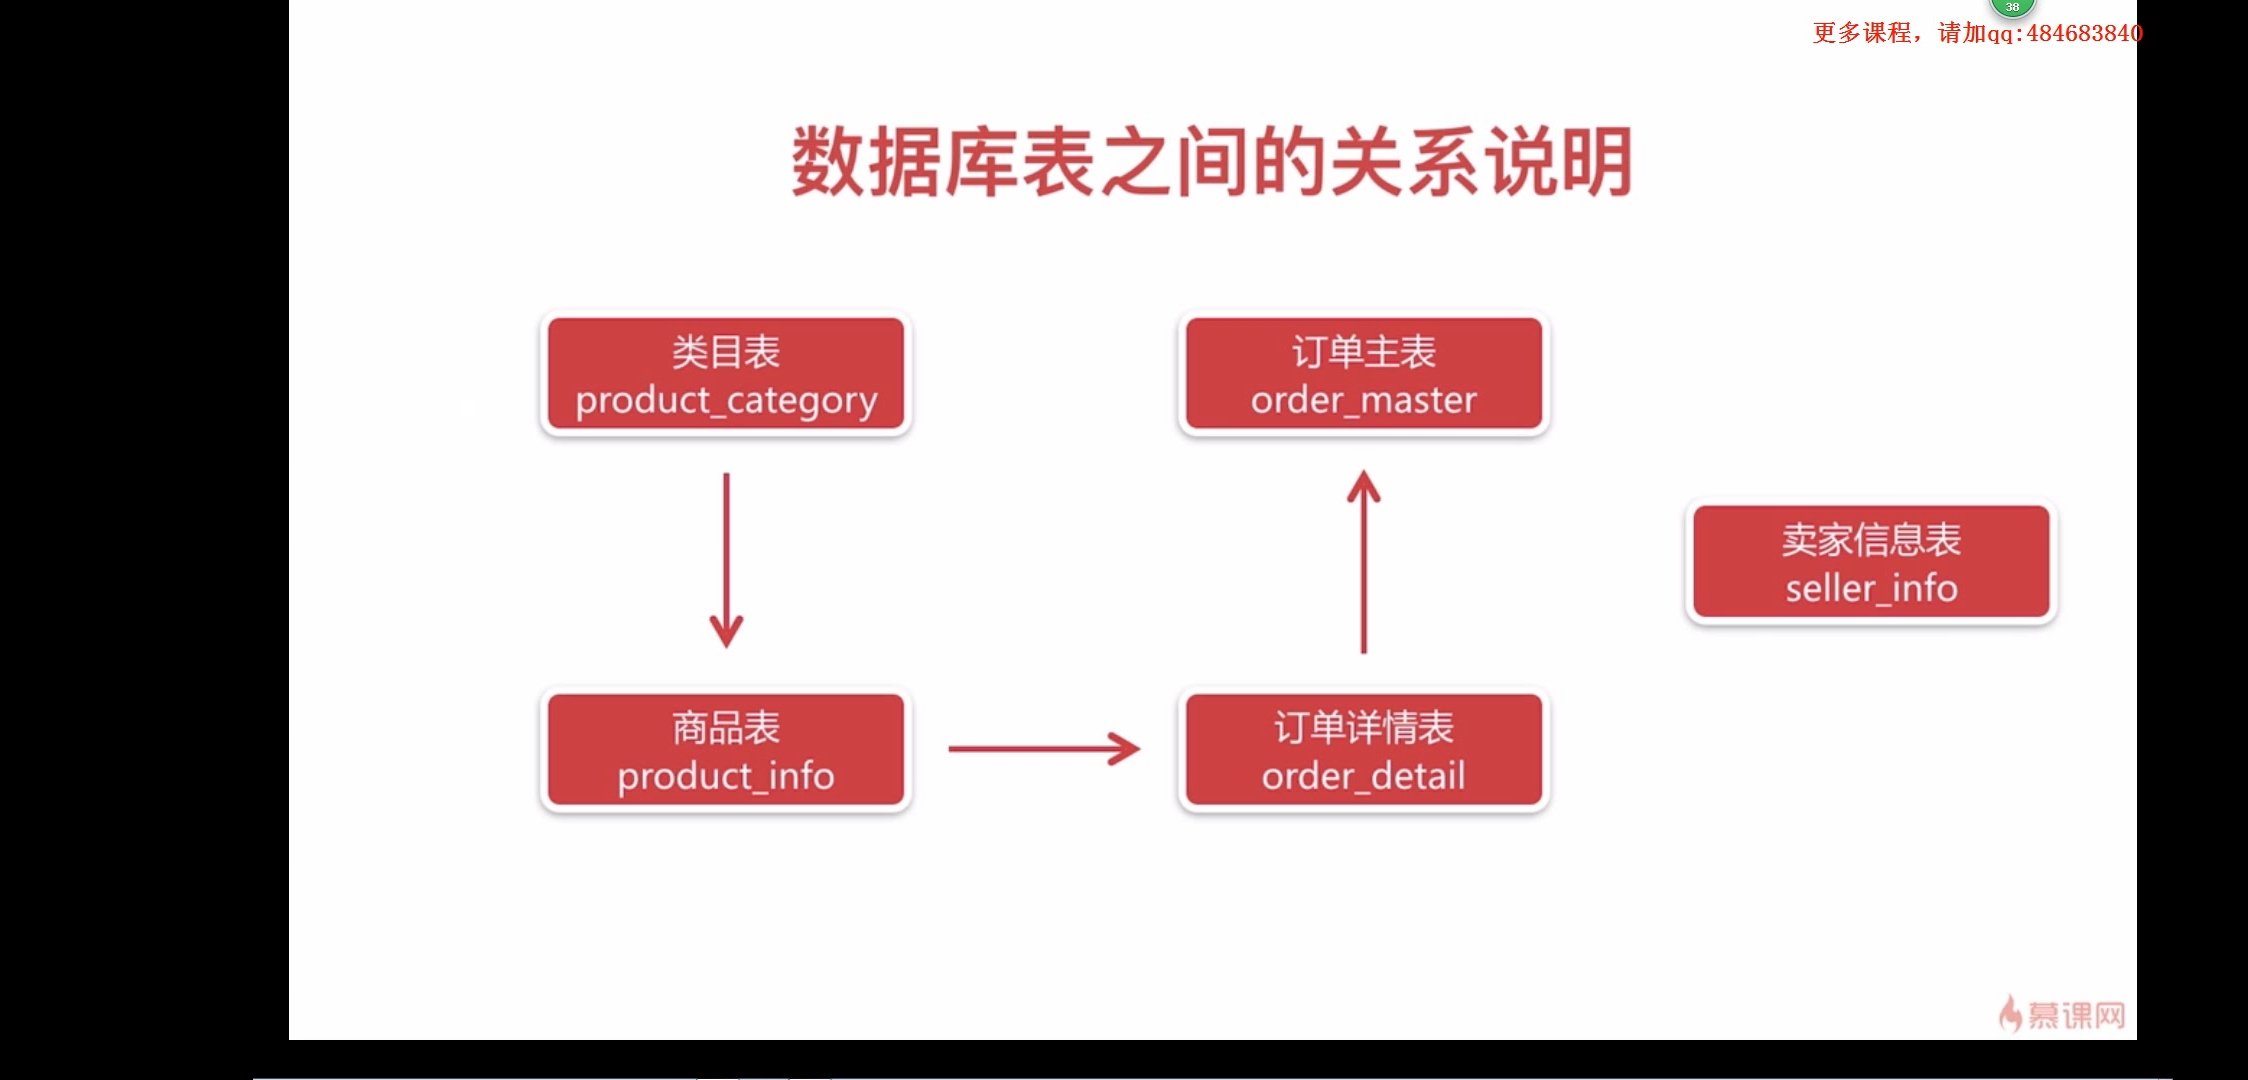 38
更多课程，请加qq:484683840
数据库表之间的关系说明
类目表
product_category
订单主表
order_master
卖家信息表
seller_info
商品表
product_info
订单详情表
order_detail
慕课网